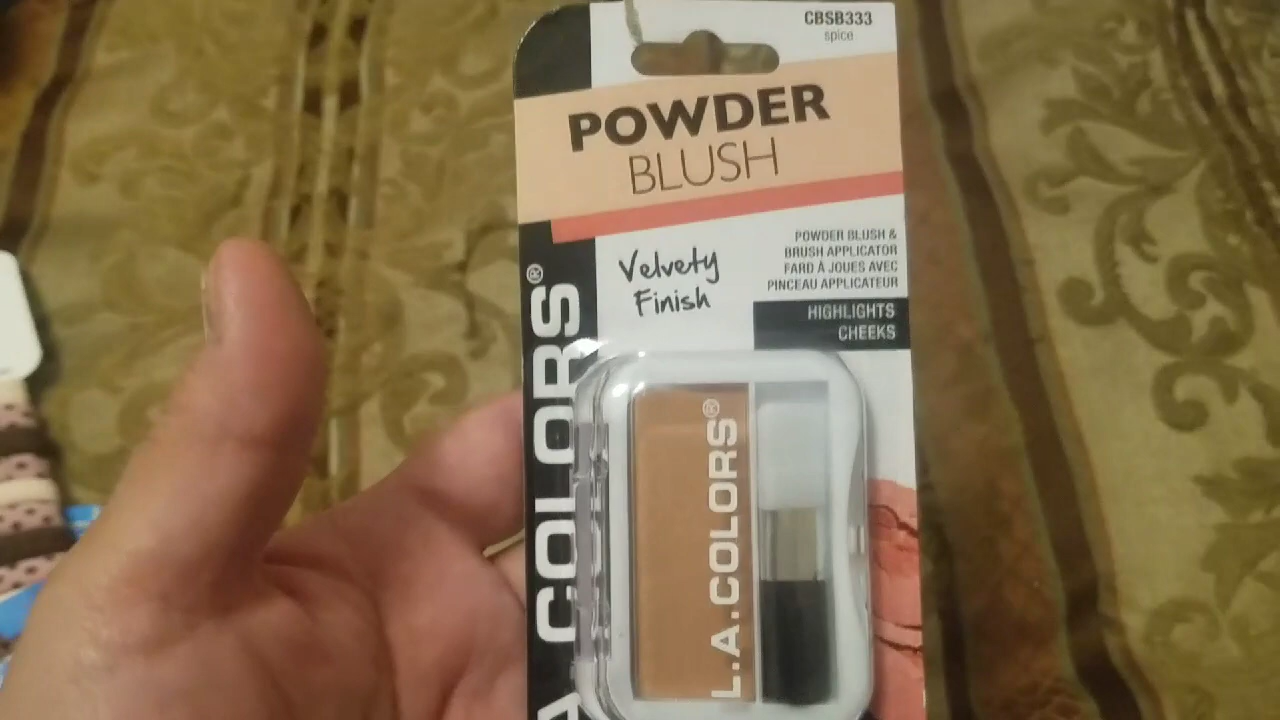 CBSB333
spice
POWDER
BLUSH
Velvety
Finish
POWDER BLUSH &
BRUSH APPLICATOR
FARD À JOUES AVEC
PINCEAU APPLICATEUR
HIGHLIGHTS
CHEEKS
A COLORS®
L.A.COLORS®